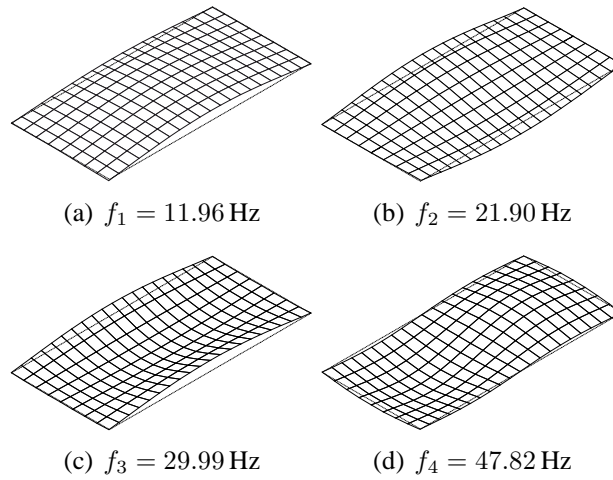 (a) f₁ = 11.96 Hz
(b) f₂ = 21.90 Hz
(c) f₃ = 29.99 Hz
(d) f₄ = 47.82 Hz